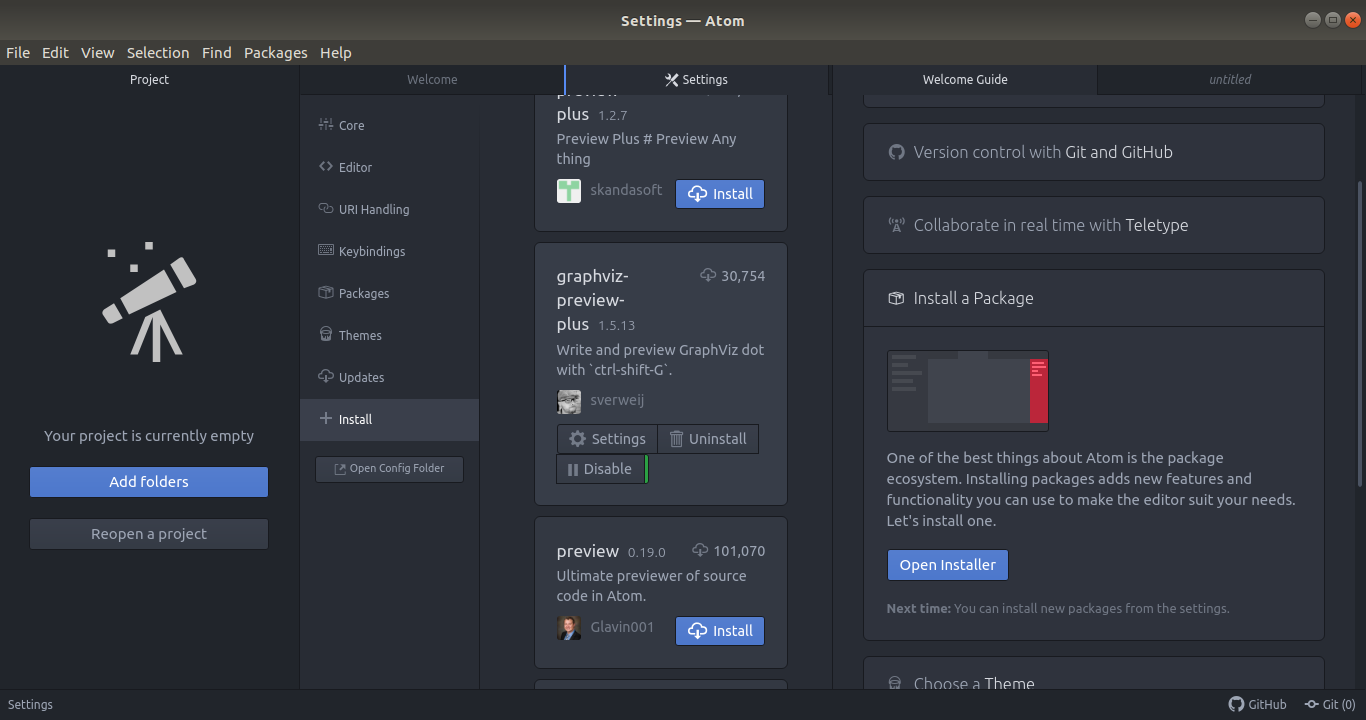 Settings — Atom
File Edit View Selection Find Packages Help
Project
Welcome
Settings
Welcome Guide
untitled
Your project is currently empty
Add folders
Reopen a project
Core
Editor
URI Handling
Keybindings
Packages
Themes
Updates
Install
Open Config Folder
plus 1.2.7
Preview Plus # Preview Any
thing
skandasoft
Install
graphviz-
preview-
plus 1.5.13
30,754
Write and preview GraphViz dot
with `ctrl-shift-G`.
sverweij
Settings
Uninstall
Disable
preview 0.19.0
101,070
Ultimate previewer of source
code in Atom.
Glavin001
Install
Version control with Git and GitHub
Collaborate in real time with Teletype
Install a Package
One of the best things about Atom is the package
ecosystem. Installing packages adds new features and
functionality you can use to make the editor suit your needs.
Let's install one.
Open Installer
Next time: You can install new packages from the settings.
Choose a Theme
Settings
GitHub
Git (0)